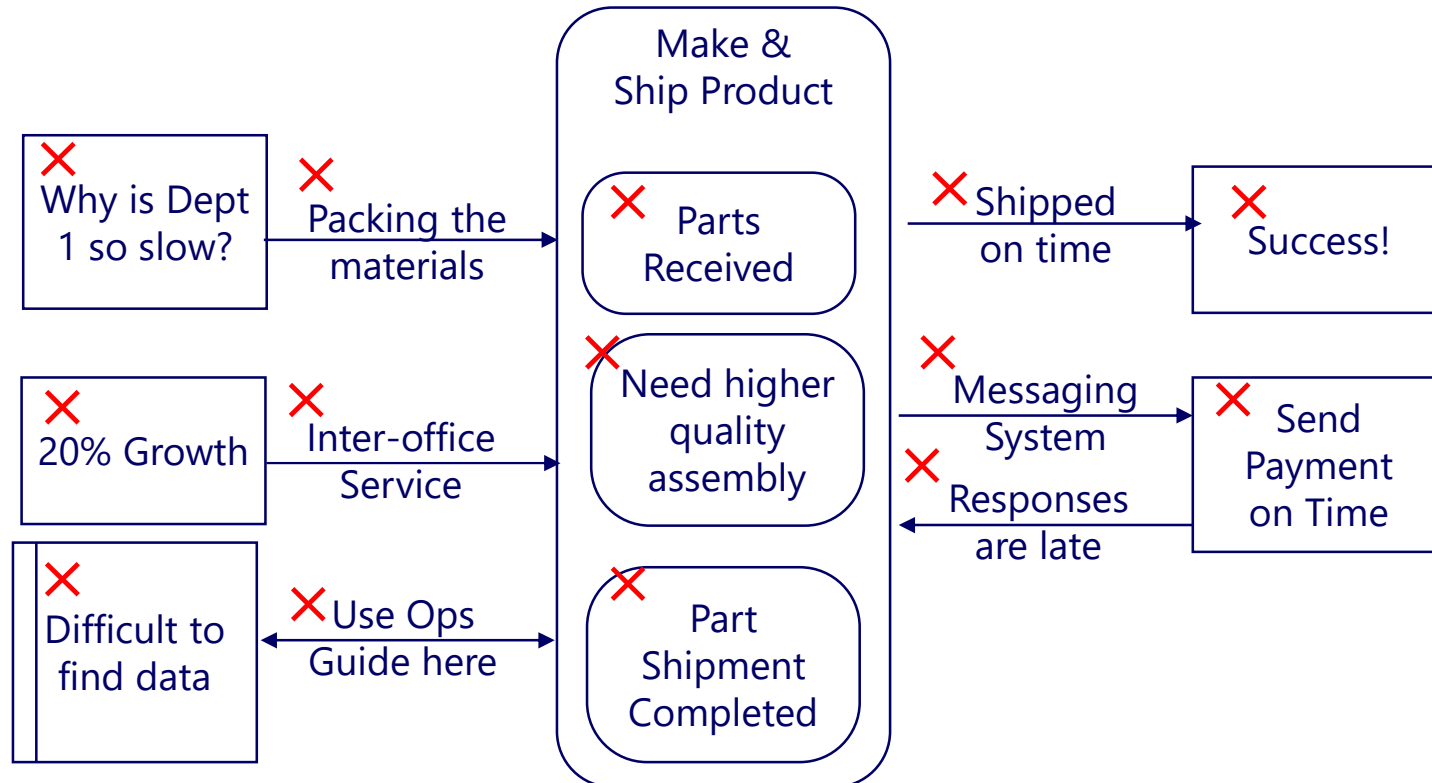 Make &
Ship Product
Why is Dept
1 so slow?
Packing the
materials
Parts
Received
Shipped
on time
Success!
20% Growth
Inter-office
Service
Need higher
quality
assembly
Messaging
System
Responses
are late
Send
Payment
on Time
Difficult to
find data
Use Ops
Guide here
Part
Shipment
Completed